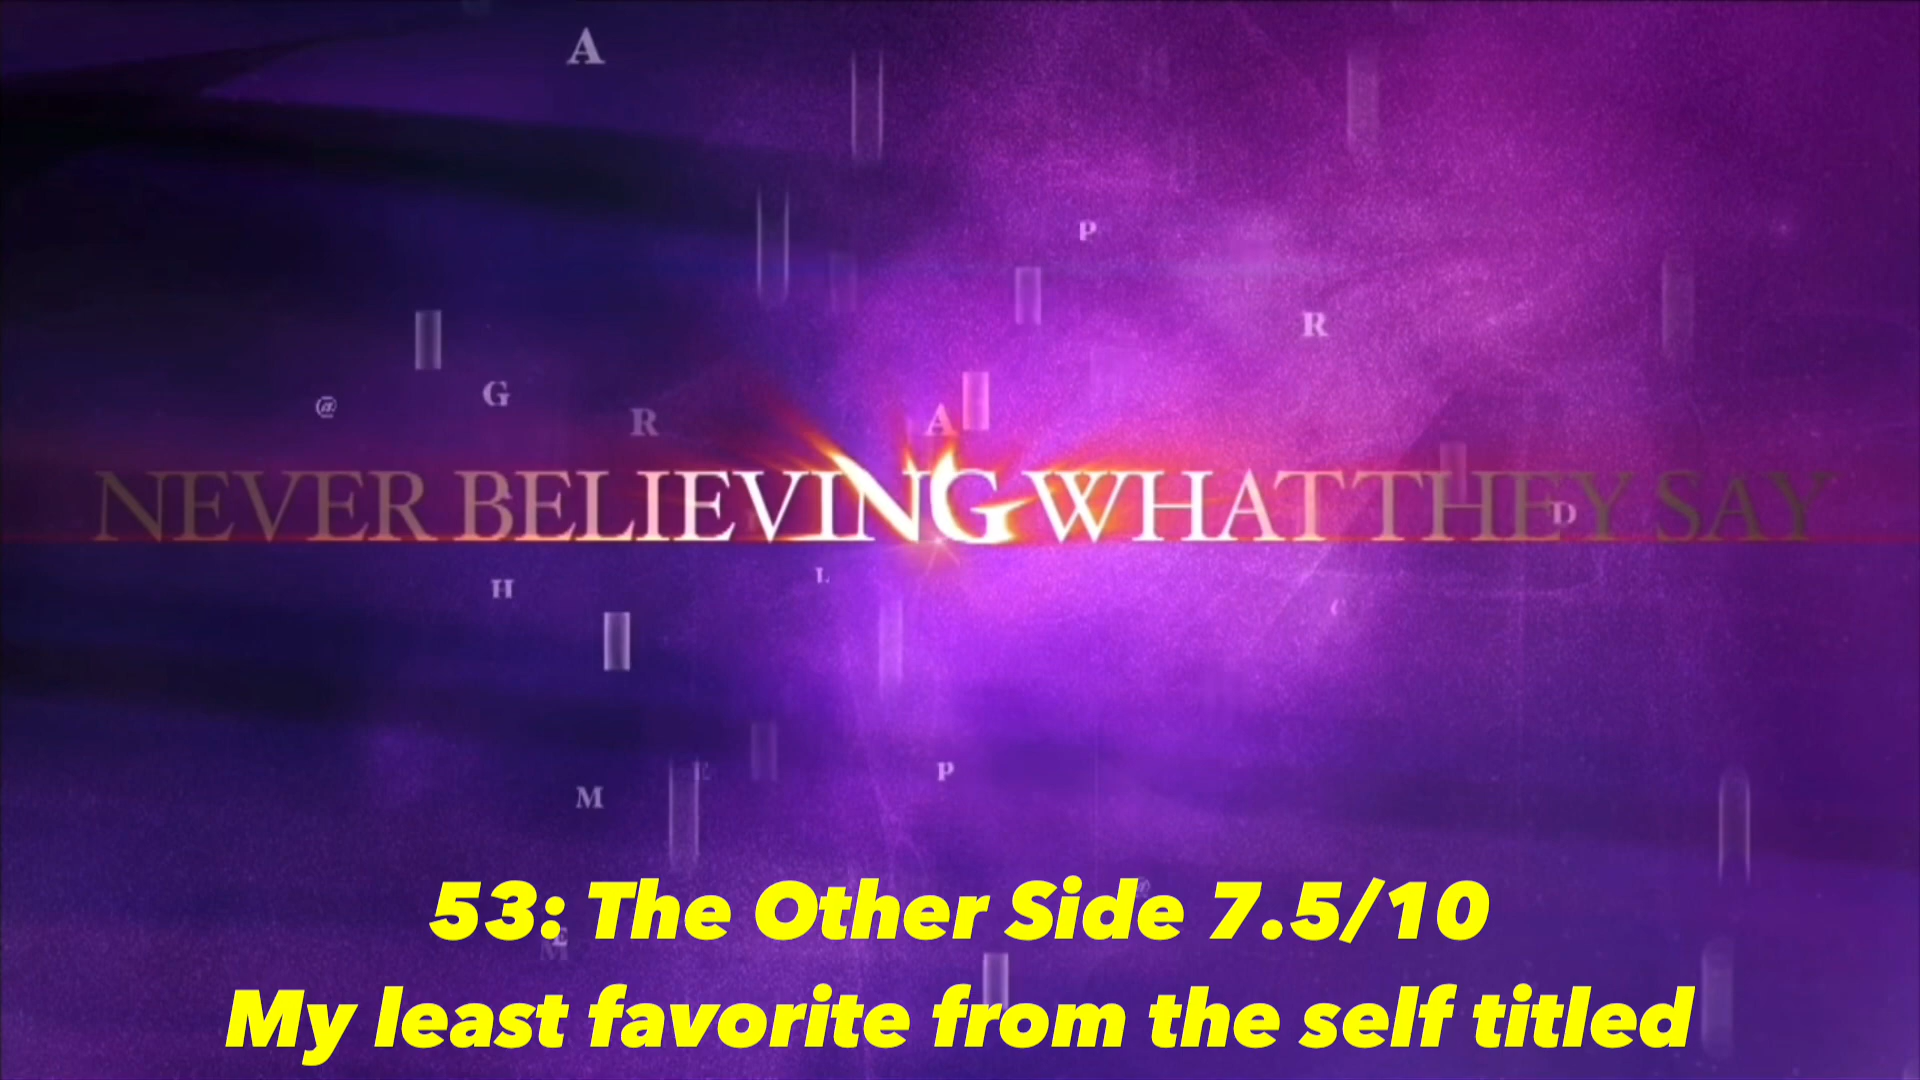 A
P
R
@
G
R
A
NEVER BELIEVING WHAT THEY SAY
D
H
L
C
E
P
M
@
E
M
53: The Other Side 7.5/10
My least favorite from the self titled